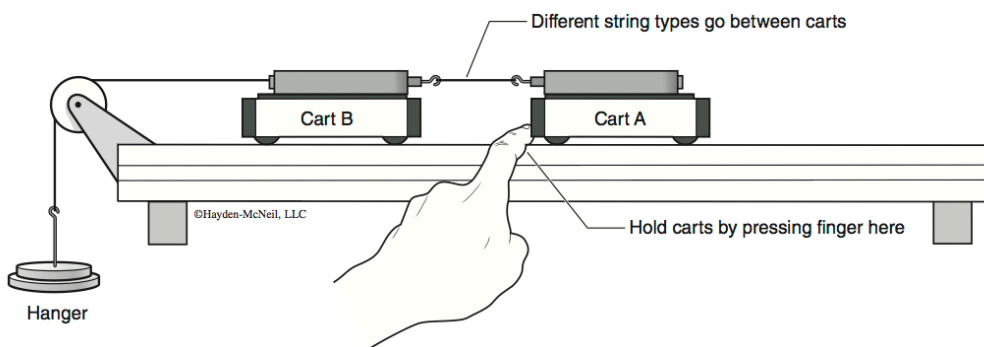 Different string types go between carts
Cart B
Cart A
©Hayden-McNeil, LLC
Hold carts by pressing finger here
Hanger